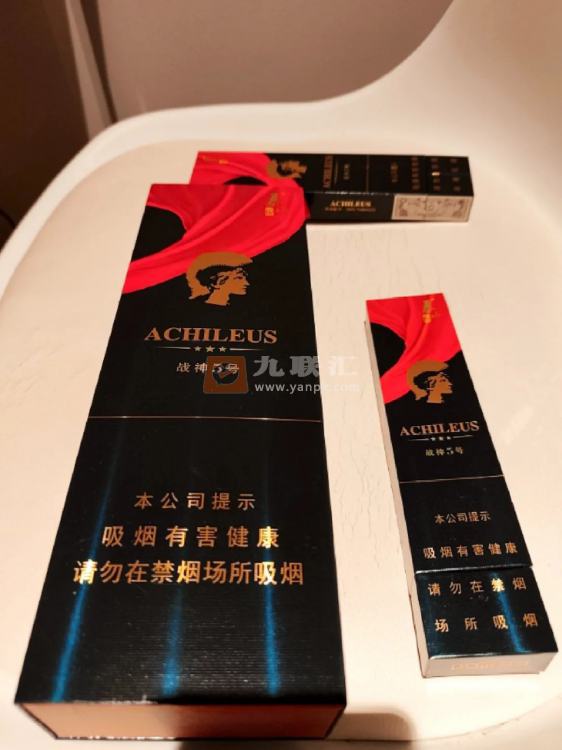 ACHILEUS
ACHILEUS
ACHILEUS
战神5号
本公司提示
吸烟有害健康
请勿在禁烟场所吸烟
九联汇
www.yanpic.com
ACHILEUS
战神5号
本公司提示
吸烟有害健康
请勿在禁烟
场所吸烟